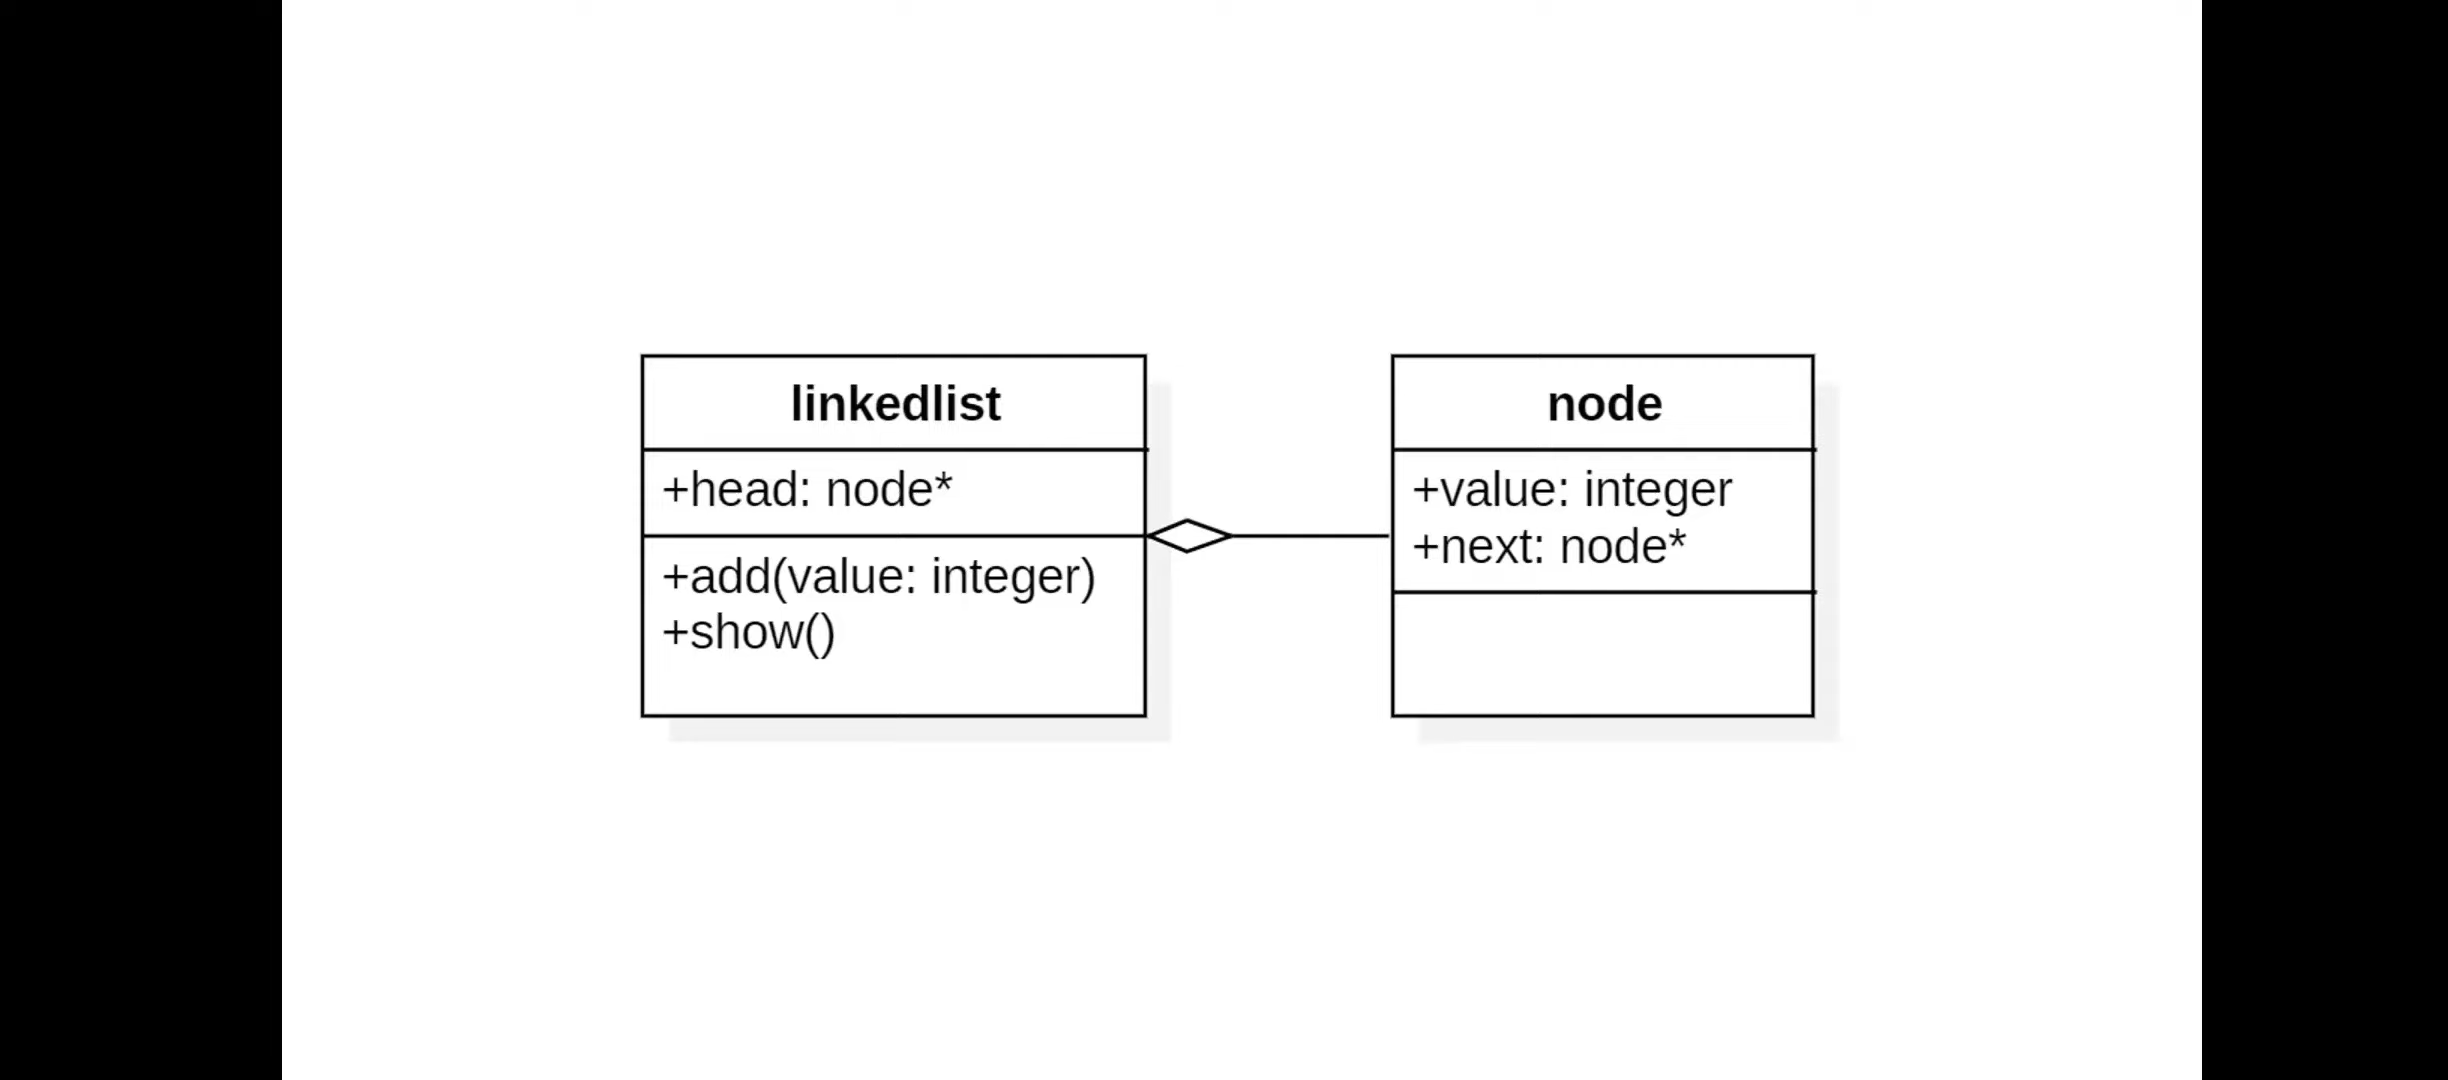 linkedlist
+head: node*
+add(value: integer)
+show()
node
+value: integer
+next: node*